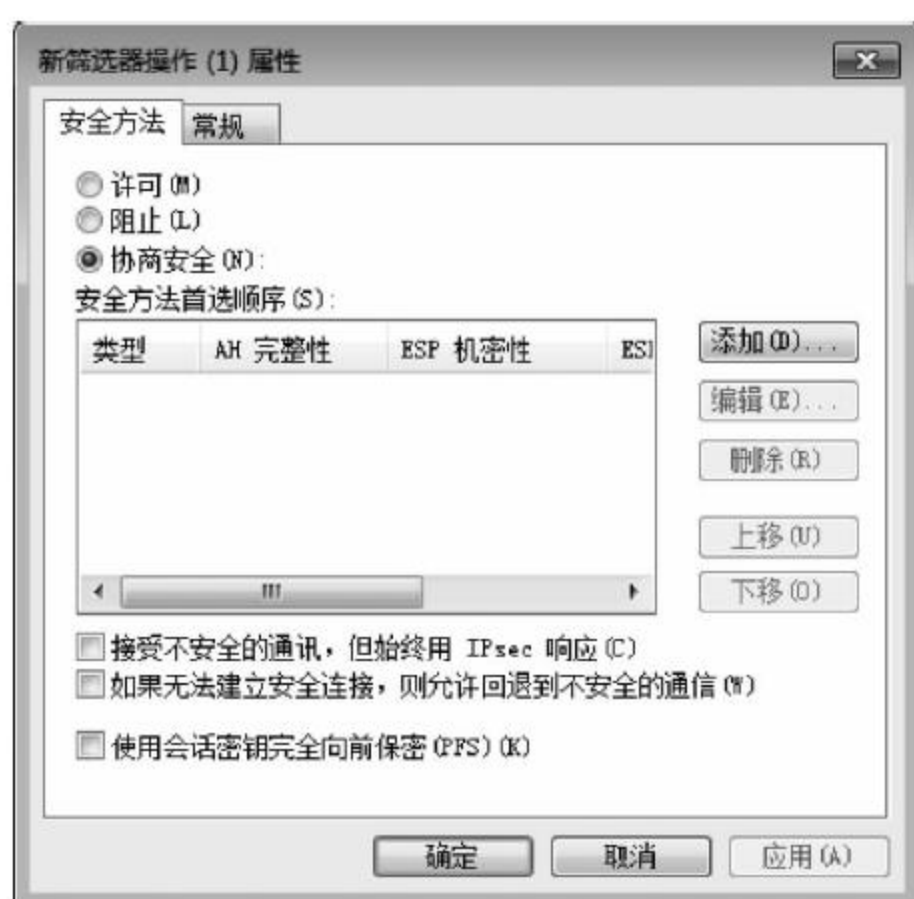 新筛选器操作 (1) 属性
安全方法 常规
许可(M)
阻止(L)
协商安全(N):
安全方法首选顺序(S):
类型 AH 完整性 ESP 机密性 ES
添加(D)...
编辑(E)...
删除(R)
上移(U)
下移(O)
接受不安全的通讯，但始终用 IPsec 响应(C)
如果无法建立安全连接，则允许回退到不安全的通信(W)
使用会话密钥完全向前保密(PFS)(K)
确定 取消 应用(A)